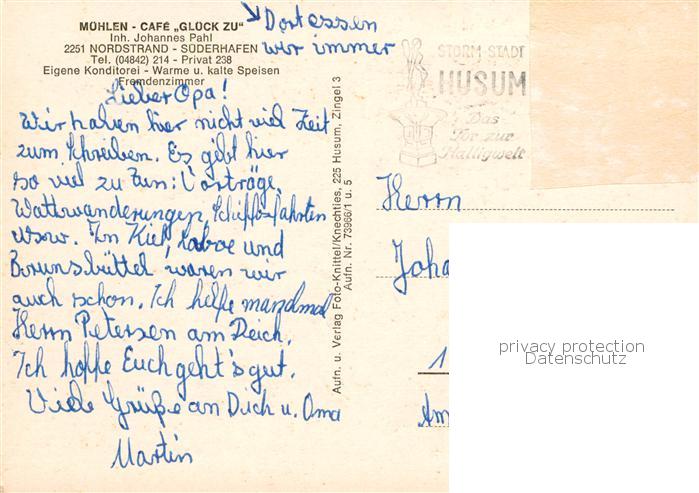 MÜHLEN - CAFÉ „GLÜCK ZU"
Inh. Johannes Pahl
2251 NORDSTRAND - SÜDERHAFEN
Tel. (04842) 214 - Privat 238
Eigene Konditorei - Warme u. kalte Speisen
Fremdenzimmer
Dort essen
wir immer
Lieber Opa!
Wir haben hier nicht viel Zeit
zum Schreiben. Es gibt hier
so viel zu tun: Vorträge,
Wattwanderungen, Schiffsfahrten
usw. In Kiel, Laboe und
Brunsbüttel waren wir
auch schon. Ich helfe manchmal
Herrn Petersen am Deich.
Ich hoffe Euch geht's gut.
Viele Grüße an Dich u. Oma
Martin
Aufn. u. Verlag Foto-Knittel/Knechtlies, 225 Husum, Zingel 3
Aufn. Nr. 73966/1 u. 5
STORM-STADT
HUSUM
Das
Tor zur
Halligwelt
Herrn
Joha
1
Am
privacy protection
Datenschutz